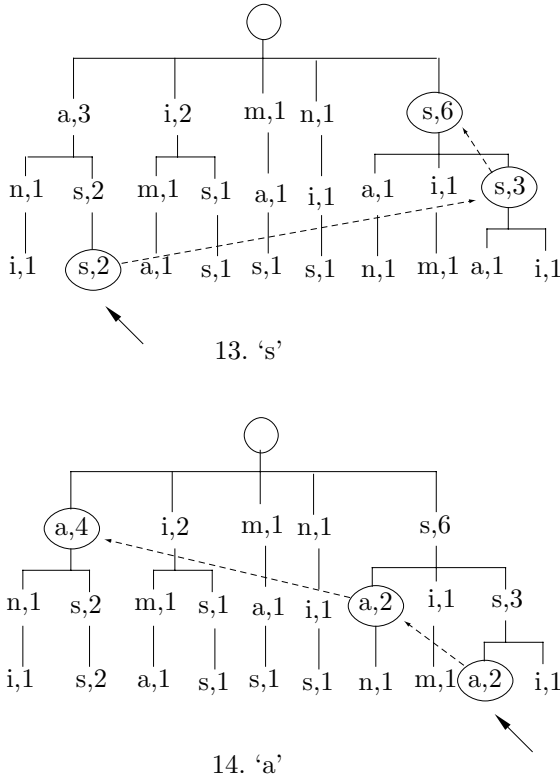 a,3 i,2 m,1 n,1 s,6
n,1 s,2 m,1 s,1 a,1 i,1 a,1 i,1 s,3
i,1 s,2 a,1 s,1 s,1 s,1 n,1 m,1 a,1 i,1
13. ‘s’
a,4 i,2 m,1 n,1 s,6
n,1 s,2 m,1 s,1 a,1 i,1 a,2 i,1 s,3
i,1 s,2 a,1 s,1 s,1 s,1 n,1 m,1 a,2 i,1
14. ‘a’